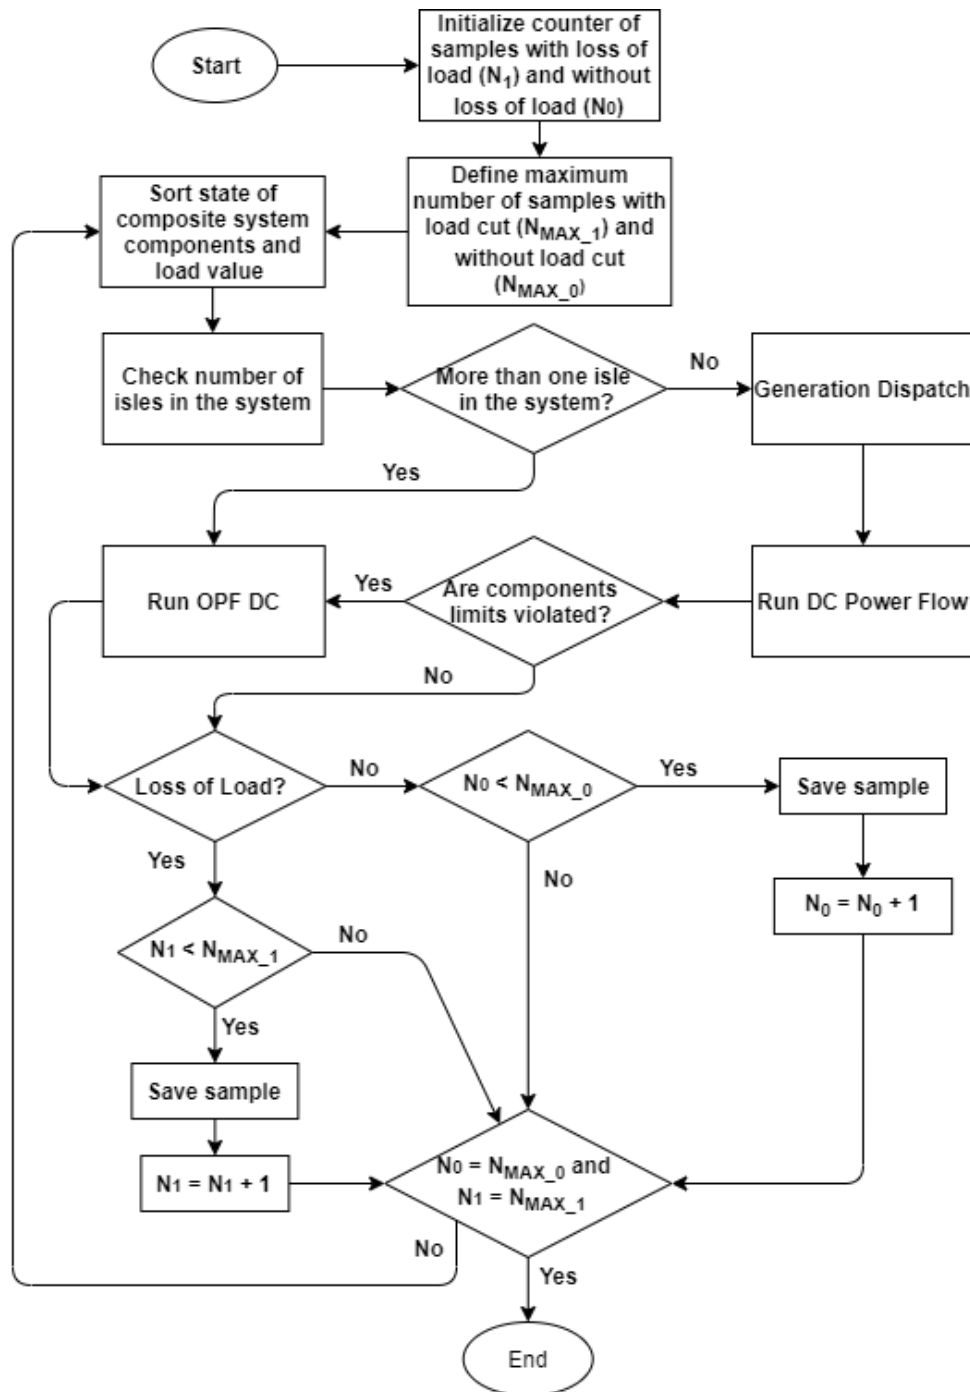 Start
Initialize counter of
samples with loss of
load (N1) and without
loss of load (N0)
Define maximum
number of samples with
load cut (NMAX_1) and
without load cut
(NMAX_0)
Sort state of
composite system
components and
load value
Check number of
isles in the system
More than one isle
in the system?
No
Generation Dispatch
Yes
Run OPF DC
Yes
Are components
limits violated?
Run DC Power Flow
No
Loss of Load?
No
N0 < NMAX_0
Yes
Save sample
Yes
No
N0 = N0 + 1
N1 < NMAX_1
No
Yes
Save sample
N1 = N1 + 1
N0 = NMAX_0 and
N1 = NMAX_1
No
Yes
End